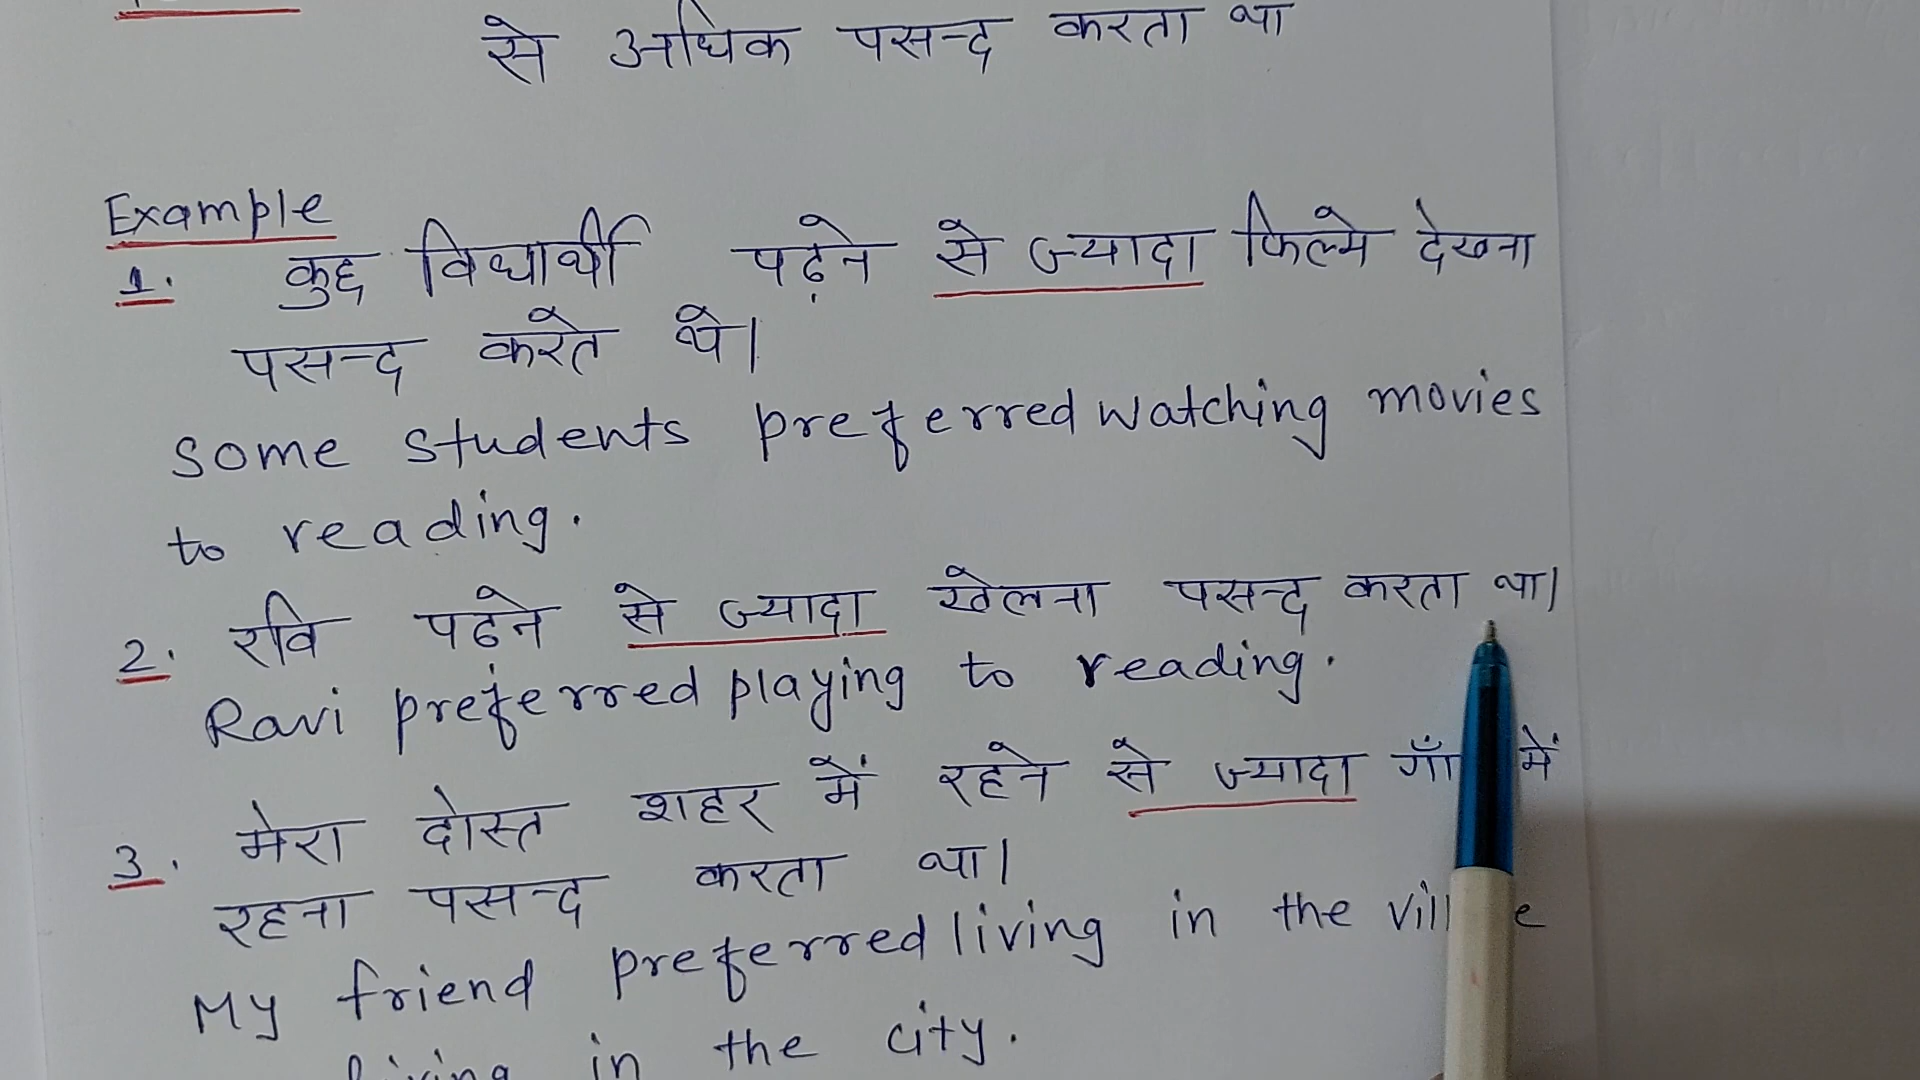 से अधिक पसन्द करता था
Example
1. कुछ विधार्थी पढ़ने से ज्यादा फिल्मे देखना
पसन्द करते थे।
some students preferred watching movies
to reading.
2. रवि पढने से ज्यादा खेलना पसन्द करता था।
Ravi preferred playing to reading.
3. मेरा दोस्त शहर में रहने से ज्यादा में
रहना पसन्द करता था।
My friend preferred living in the
living in the city.